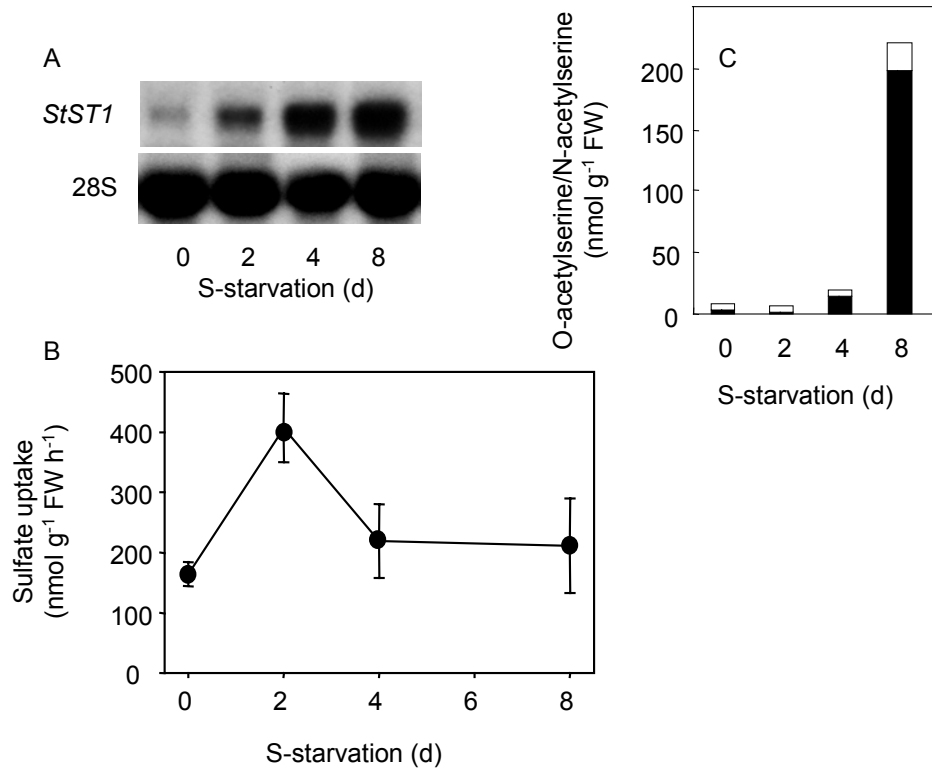 A
StST1
28S
0 2 4 8
S-starvation (d)
B
500
400
300
200
100
0
Sulfate uptake
(nmol g⁻¹ FW h⁻¹)
0 2 4 6 8
S-starvation (d)
C
200
150
100
50
0
O-acetylserine/N-acetylserine
(nmol g⁻¹ FW)
0 2 4 8
S-starvation (d)